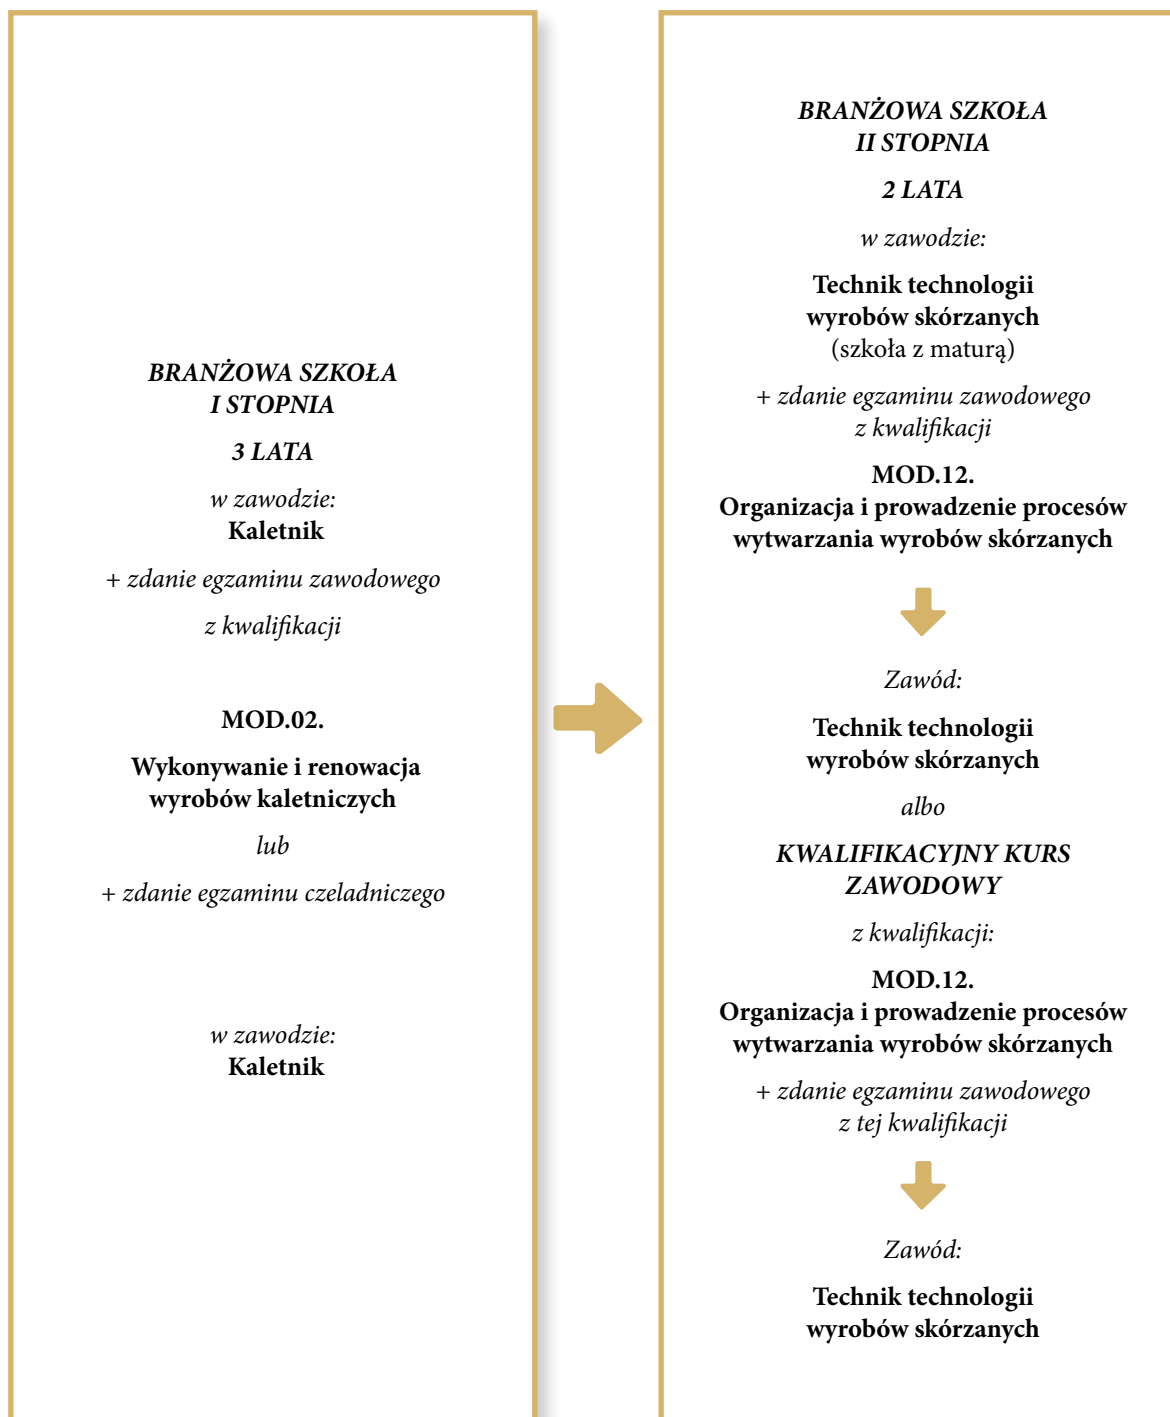 BRANŻOWA SZKOŁA
I STOPNIA
3 LATA
w zawodzie:
Kaletnik
+ zdanie egzaminu zawodowego
z kwalifikacji
MOD.02.
Wykonywanie i renowacja
wyrobów kaletniczych
lub
+ zdanie egzaminu czeladniczego
w zawodzie:
Kaletnik
BRANŻOWA SZKOŁA
II STOPNIA
2 LATA
w zawodzie:
Technik technologii
wyrobów skórzanych
(szkoła z maturą)
+ zdanie egzaminu zawodowego
z kwalifikacji
MOD.12.
Organizacja i prowadzenie procesów
wytwarzania wyrobów skórzanych
Zawód:
Technik technologii
wyrobów skórzanych
albo
KWALIFIKACYJNY KURS
ZAWODOWY
z kwalifikacji:
MOD.12.
Organizacja i prowadzenie procesów
wytwarzania wyrobów skórzanych
+ zdanie egzaminu zawodowego
z tej kwalifikacji
Zawód:
Technik technologii
wyrobów skórzanych